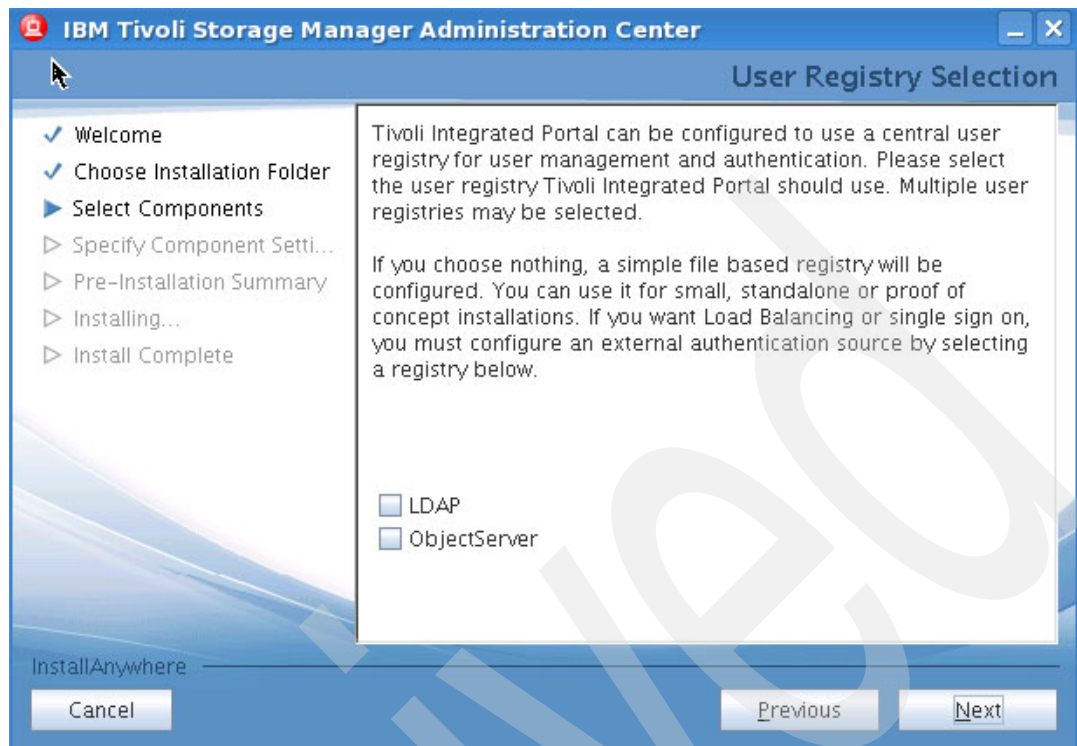 IBM Tivoli Storage Manager Administration Center
User Registry Selection
Welcome
Choose Installation Folder
Select Components
Specify Component Setti...
Pre-Installation Summary
Installing...
Install Complete
Tivoli Integrated Portal can be configured to use a central user
registry for user management and authentication. Please select
the user registry Tivoli Integrated Portal should use. Multiple user
registries may be selected.
If you choose nothing, a simple file based registry will be
configured. You can use it for small, standalone or proof of
concept installations. If you want Load Balancing or single sign on,
you must configure an external authentication source by selecting
a registry below.
LDAP
ObjectServer
InstallAnywhere
Cancel
Previous
Next